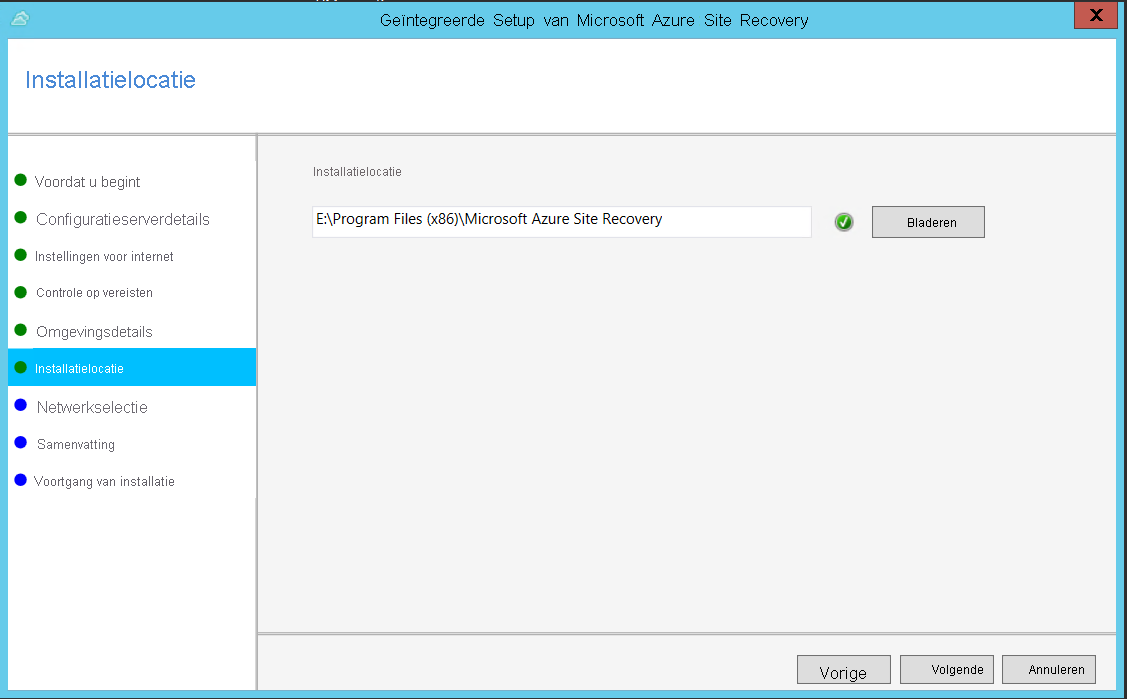 Geïntegreerde Setup van Microsoft Azure Site Recovery
X
Installatielocatie
Voordat u begint
Configuratieserverdetails
Instellingen voor internet
Controle op vereisten
Omgevingsdetails
Installatielocatie
Netwerkselectie
Samenvatting
Voortgang van installatie
Installatielocatie
E:\Program Files (x86)\Microsoft Azure Site Recovery
Bladeren
Vorige
Volgende
Annuleren